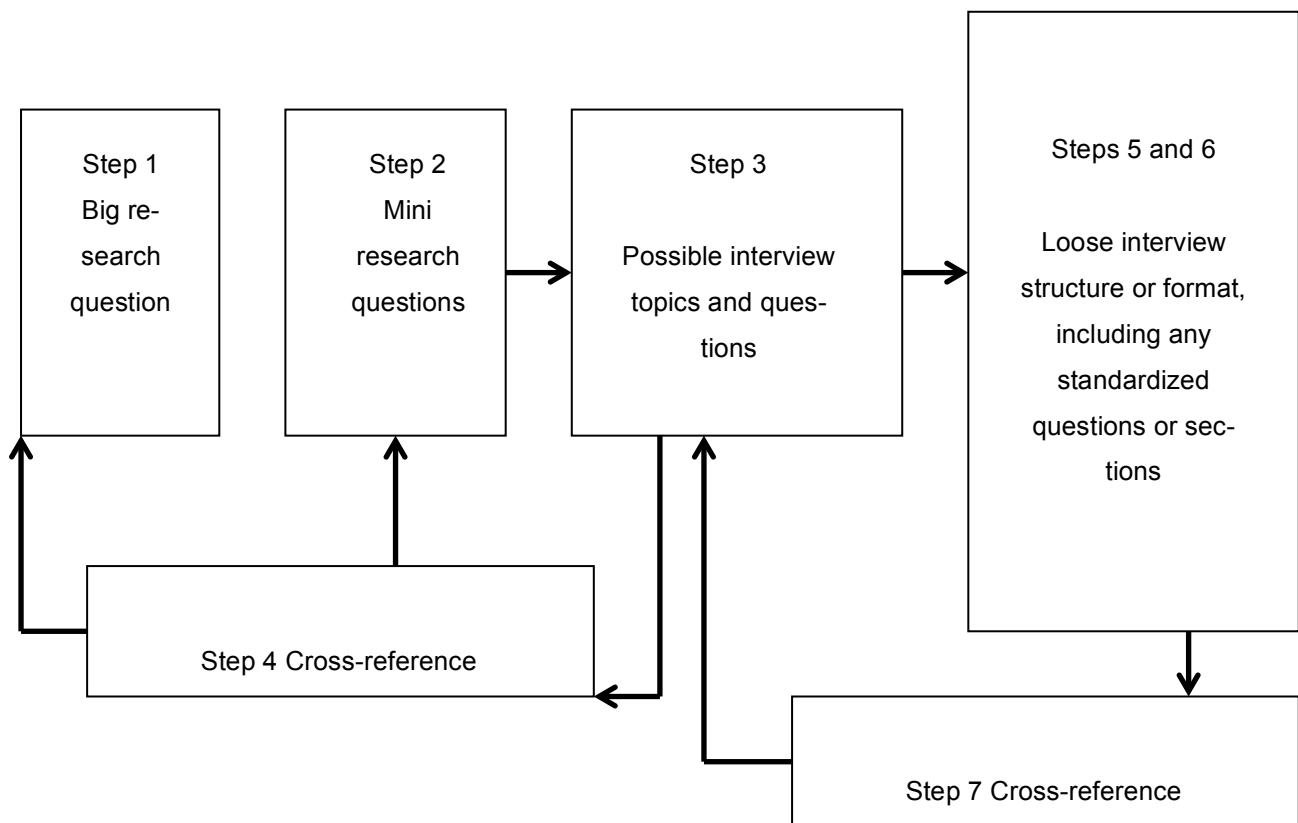 Step 1
Big re-
search
question
Step 2
Mini
research
questions
Step 3
Possible interview
topics and ques-
tions
Steps 5 and 6
Loose interview
structure or format,
including any
standardized
questions or sec-
tions
Step 4 Cross-reference
Step 7 Cross-reference